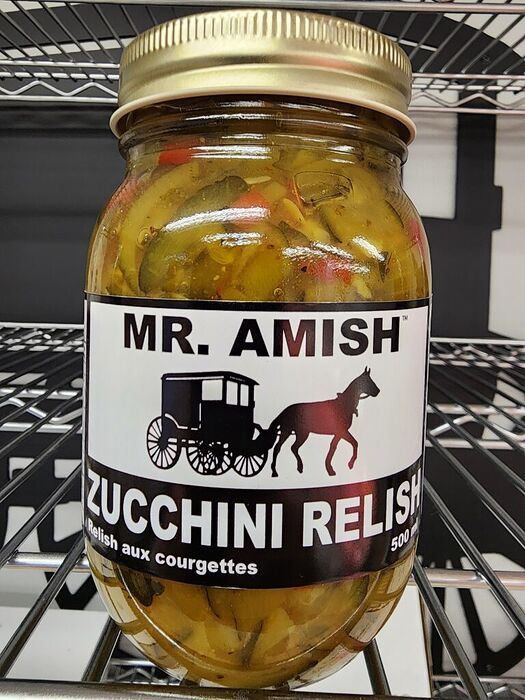 MR. AMISH™
ZUCCHINI RELISH
Relish aux courgettes
500